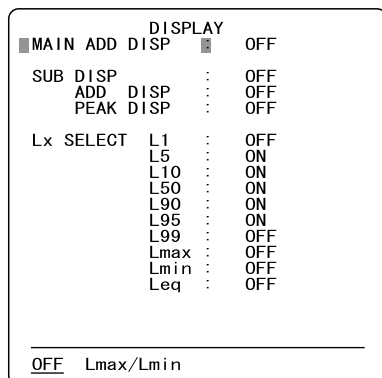 DISPLAY
MAIN ADD DISP : OFF
SUB DISP : OFF
ADD DISP : OFF
PEAK DISP : OFF
Lx SELECT L1 : OFF
L5 : ON
L10 : ON
L50 : ON
L90 : ON
L95 : ON
L99 : OFF
Lmax : OFF
Lmin : OFF
Leq : OFF
OFF Lmax/Lmin